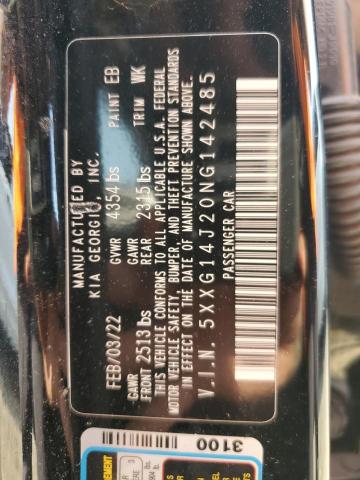 MANUFACTURED BY
KIA GEORGIA, INC.
FEB/03/22 GVWR 4354 lbs PAINT EB
GAWR FRONT 2513 lbs GAWR REAR 2315 lbs TRIM WK
THIS VEHICLE CONFORMS TO ALL APPLICABLE U.S.A. FEDERAL
MOTOR VEHICLE SAFETY, BUMPER, AND THEFT PREVENTION STANDARDS
IN EFFECT ON THE DATE OF MANUFACTURE SHOWN ABOVE.
V.I.N. 5XXG14J20NG142485
PASSENGER CAR
3100